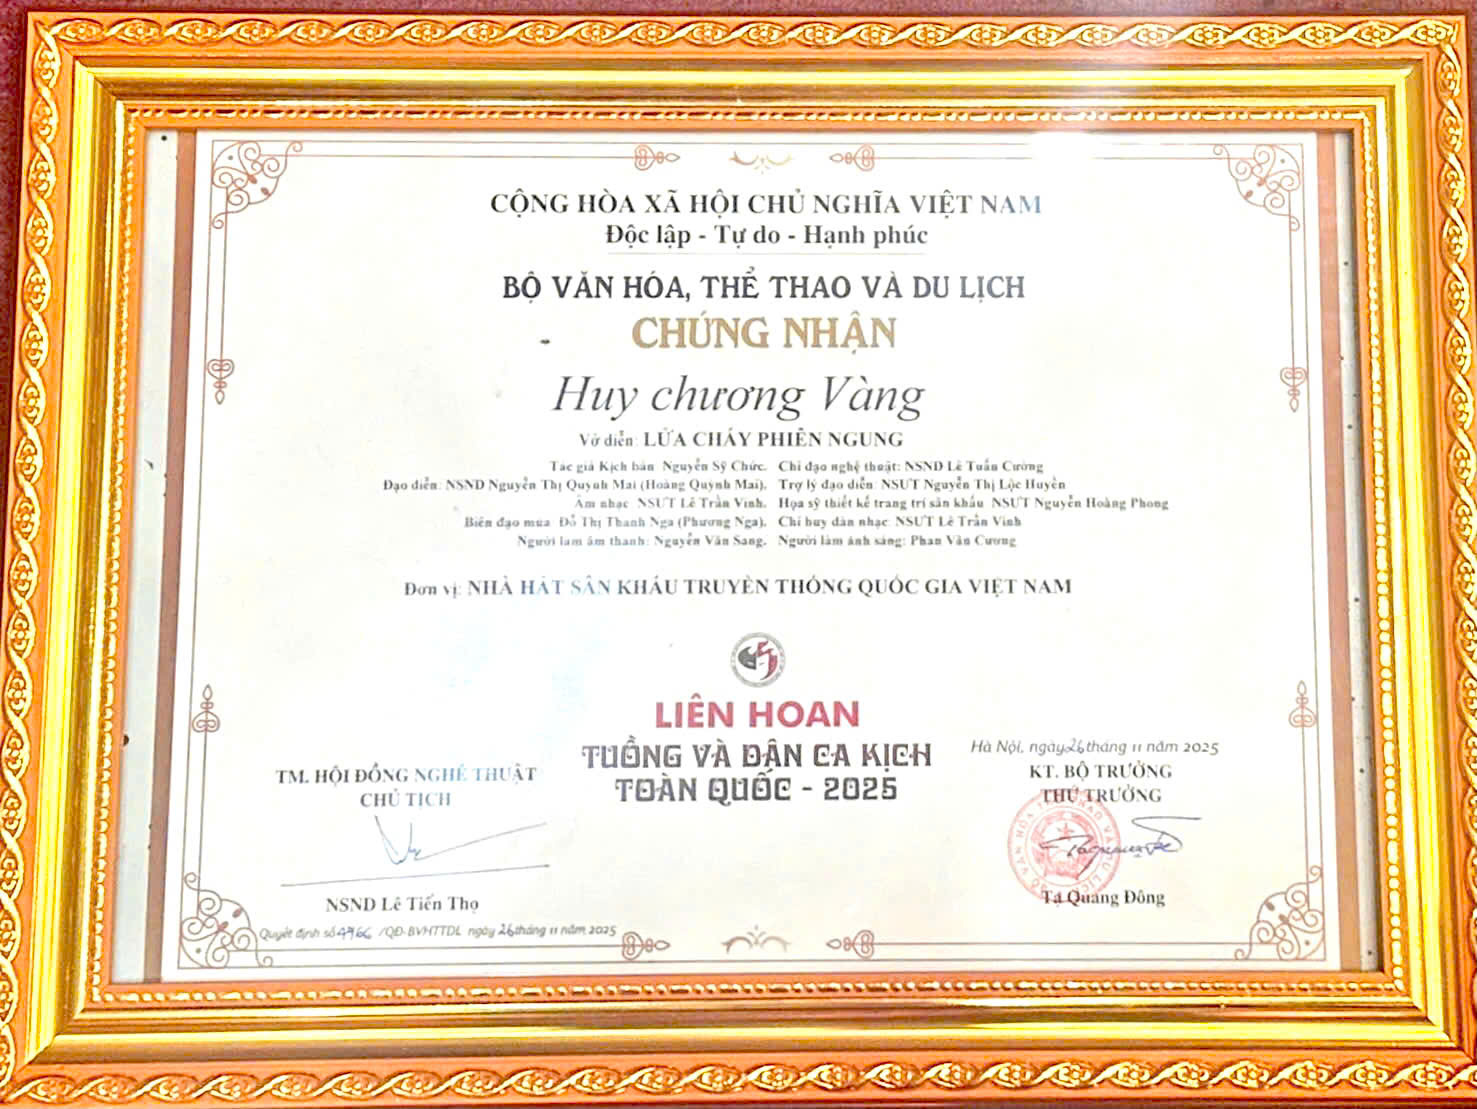 CỘNG HÒA XÃ HỘI CHỦ NGHĨA VIỆT NAM
Độc lập - Tự do - Hạnh phúc
BỘ VĂN HÓA, THỂ THAO VÀ DU LỊCH
CHỨNG NHẬN
Huy chương Vàng
Vở diễn: LỬA CHÁY PHIÊN NGUNG
Tác giả Kịch bản: Nguyễn Sỹ Chức. Chỉ đạo nghệ thuật: NSND Lê Tuấn Cường
Đạo diễn: NSND Nguyễn Thị Quỳnh Mai (Hoàng Quỳnh Mai). Trợ lý đạo diễn: NSƯT Nguyễn Thị Lộc Huyền
Âm nhạc: NSƯT Lê Trần Vinh. Họa sỹ thiết kế trang trí sân khấu: NSƯT Nguyễn Hoàng Phong
Biên đạo múa: Đỗ Thị Thanh Nga (Phương Nga). Chỉ huy dàn nhạc: NSƯT Lê Trần Vinh
Người làm âm thanh: Nguyễn Văn Sang. Người làm ánh sáng: Phan Văn Cương
Đơn vị: NHÀ HÁT SÂN KHẤU TRUYỀN THỐNG QUỐC GIA VIỆT NAM
LIÊN HOAN
TUỒNG VÀ DÂN CA KỊCH
TOÀN QUỐC - 2025
TM. HỘI ĐỒNG NGHỆ THUẬT
CHỦ TỊCH
NSND Lê Tiến Thọ
Quyết định số /QĐ-BVHTTDL ngày 26 tháng 11 năm 2025
Hà Nội, ngày 26 tháng 11 năm 2025
KT. BỘ TRƯỞNG
THỨ TRƯỞNG
Tạ Quang Đông